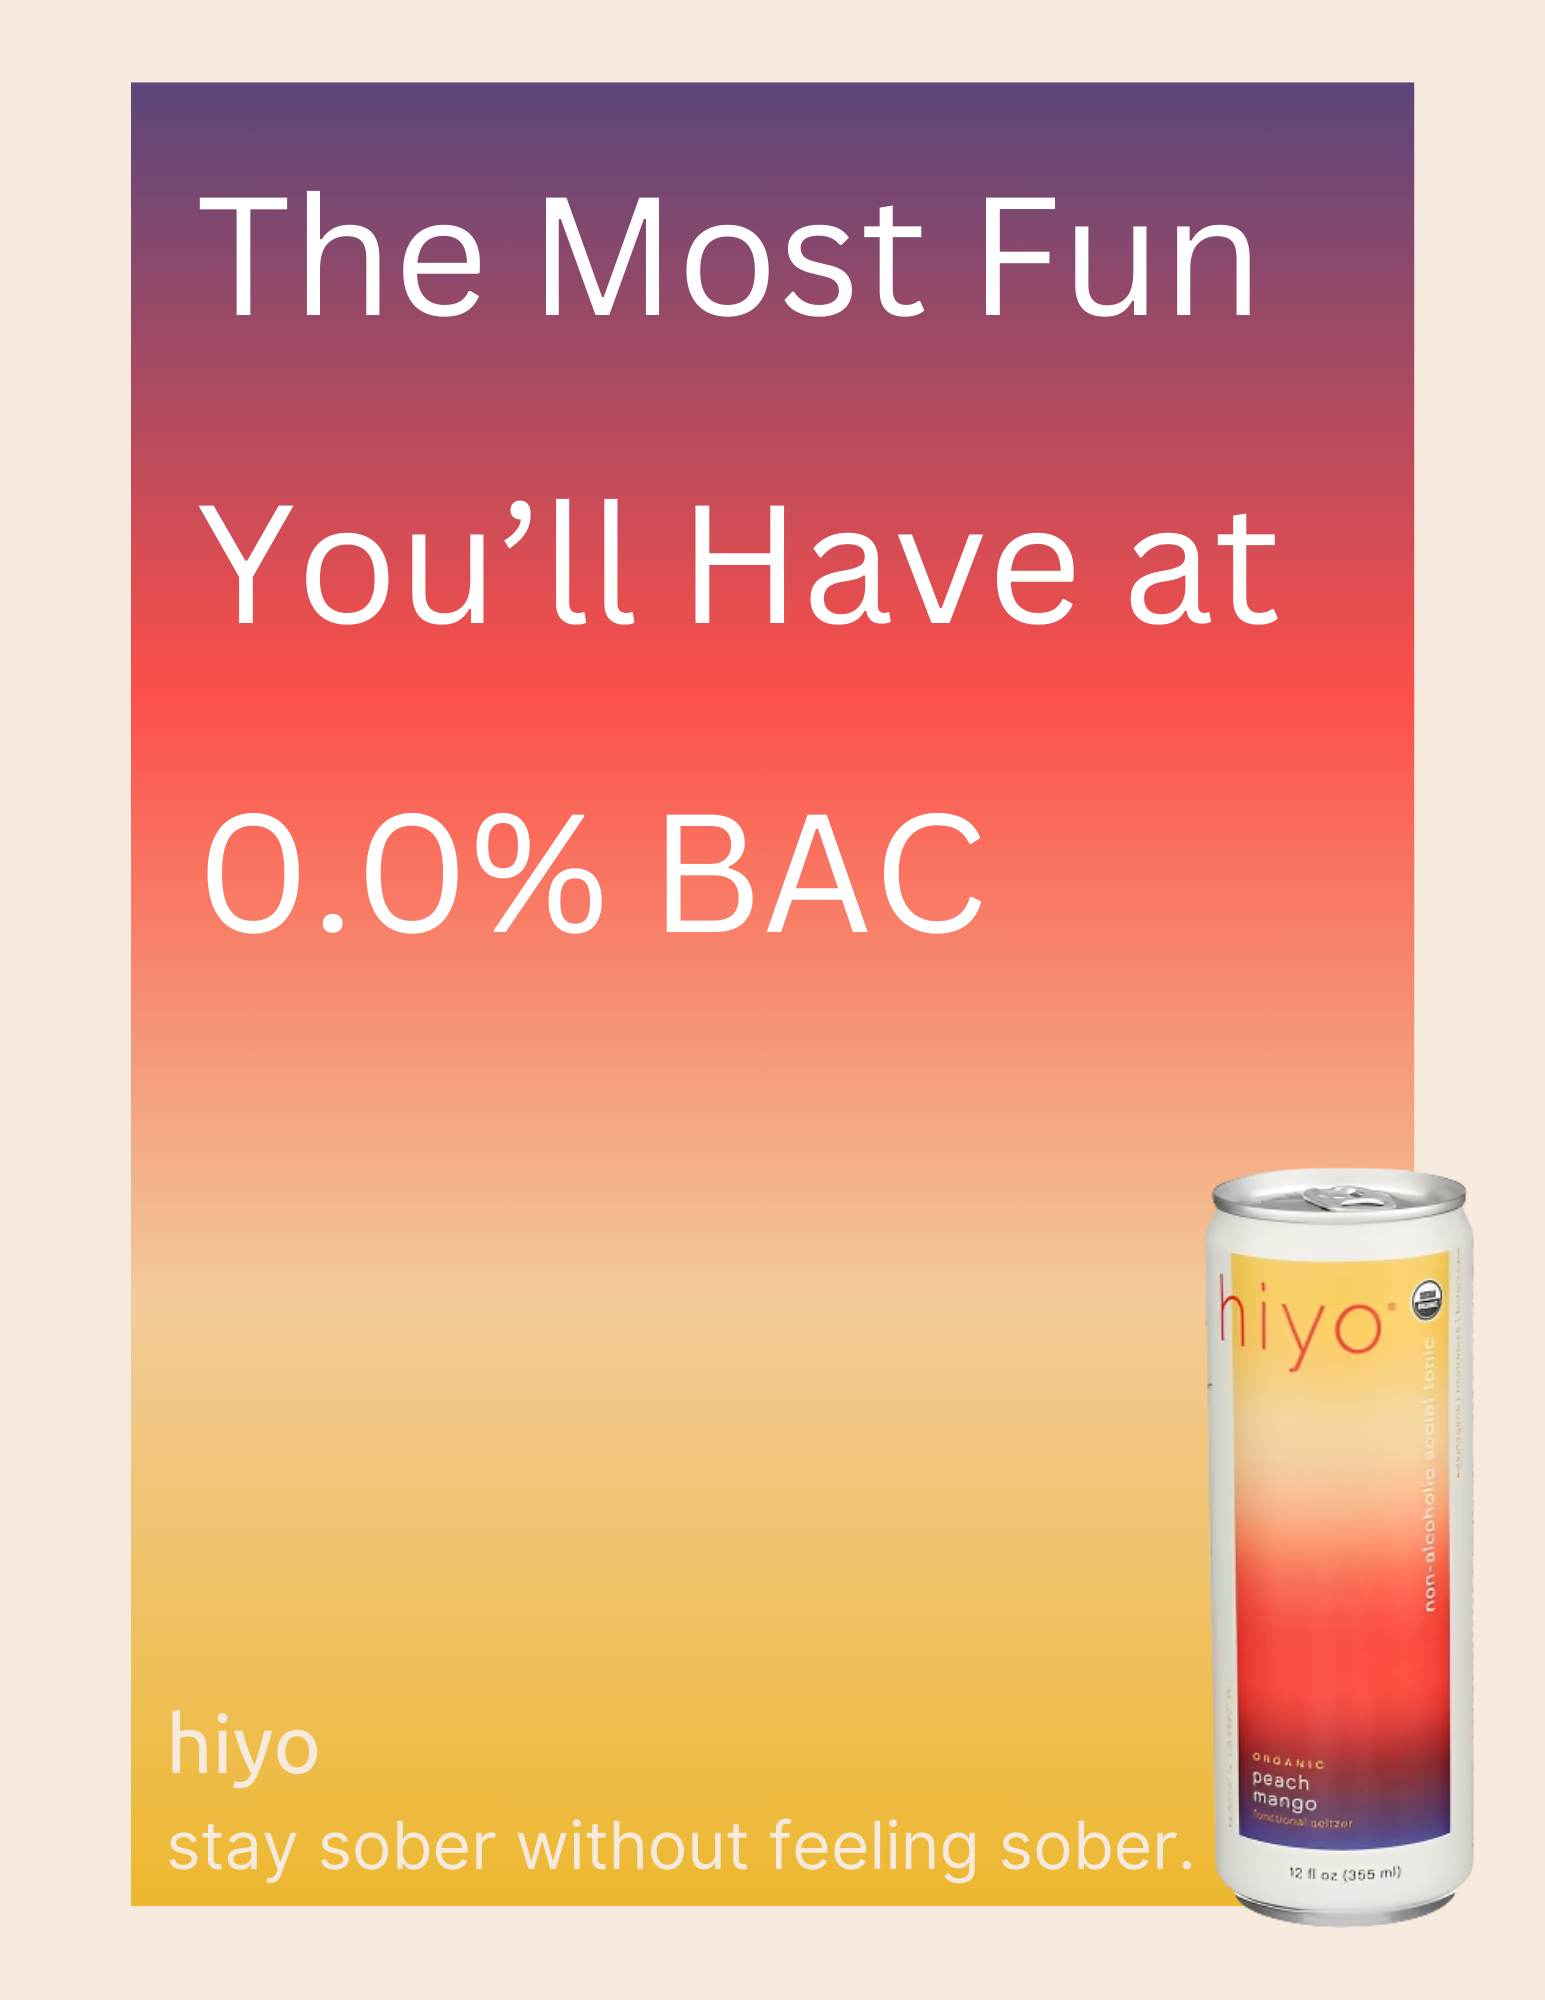 The Most Fun
You’ll Have at
0.0% BAC
hiyo
stay sober without feeling sober.
hiyo®
non-alcoholic social tonic
ORGANIC
peach
mango
functional seltzer
12 fl oz (355 ml)